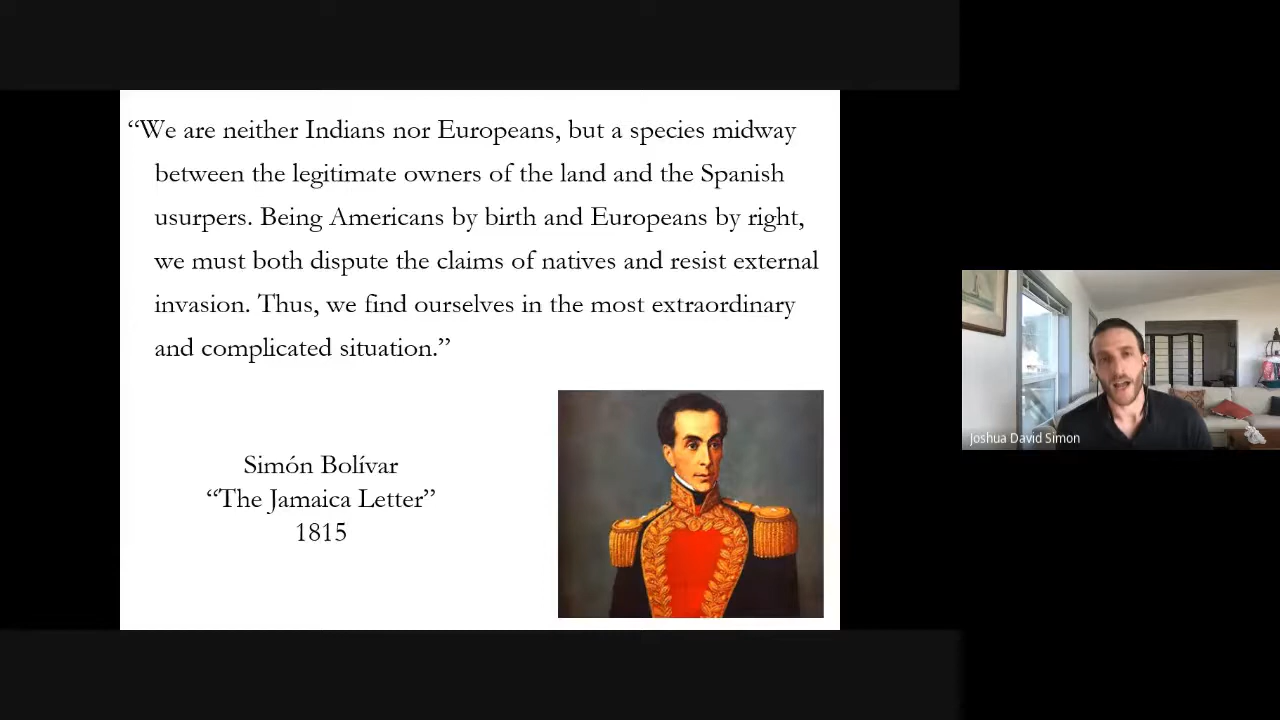 “We are neither Indians nor Europeans, but a species midway
between the legitimate owners of the land and the Spanish
usurpers. Being Americans by birth and Europeans by right,
we must both dispute the claims of natives and resist external
invasion. Thus, we find ourselves in the most extraordinary
and complicated situation.”
Simón Bolívar
“The Jamaica Letter”
1815
Joshua David Simon